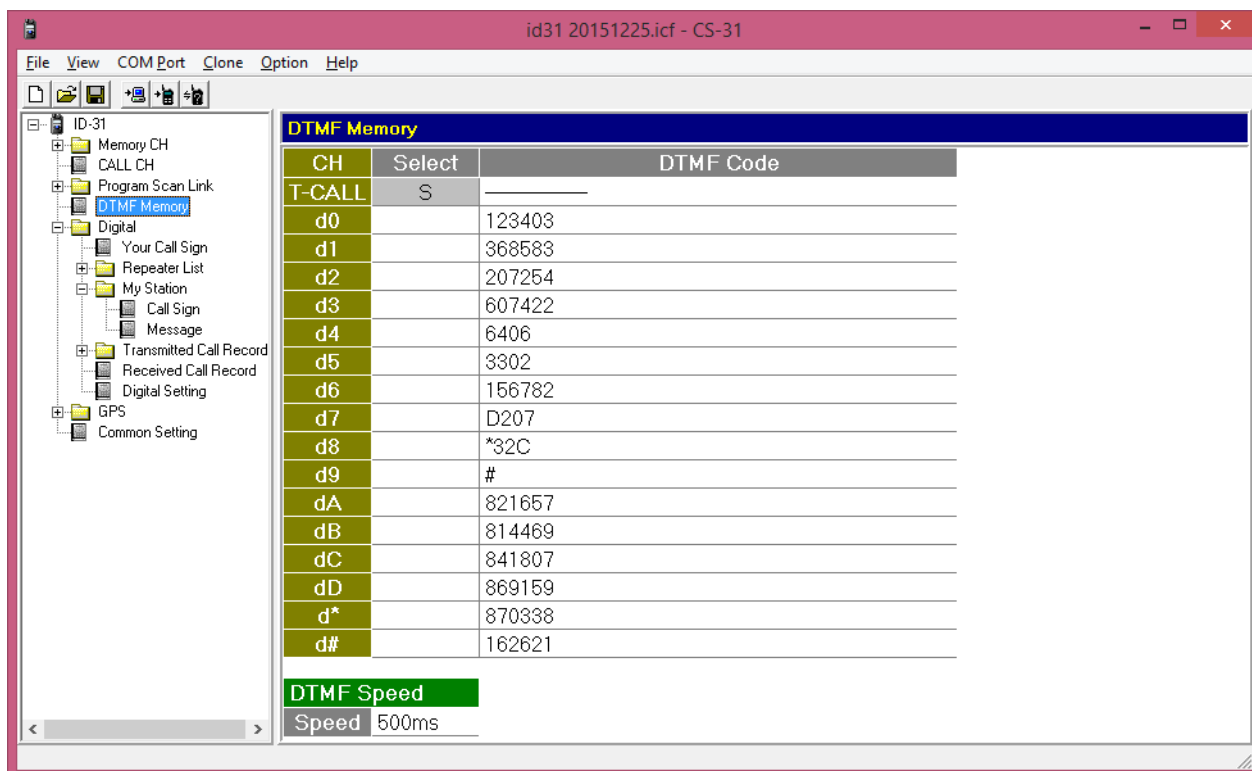 id31 20151225.icf - CS-31
File View COM Port Clone Option Help
ID-31
Memory CH
CALL CH
Program Scan Link
DTMF Memory
Digital
Your Call Sign
Repeater List
My Station
Call Sign
Message
Transmitted Call Record
Received Call Record
Digital Setting
GPS
Common Setting
DTMF Memory
CH Select DTMF Code
T-CALL S
d0 123403
d1 368583
d2 207254
d3 607422
d4 6406
d5 3302
d6 156782
d7 D207
d8 *32C
d9 #
dA 821657
dB 814469
dC 841807
dD 869159
d* 870338
d# 162621
DTMF Speed
Speed 500ms